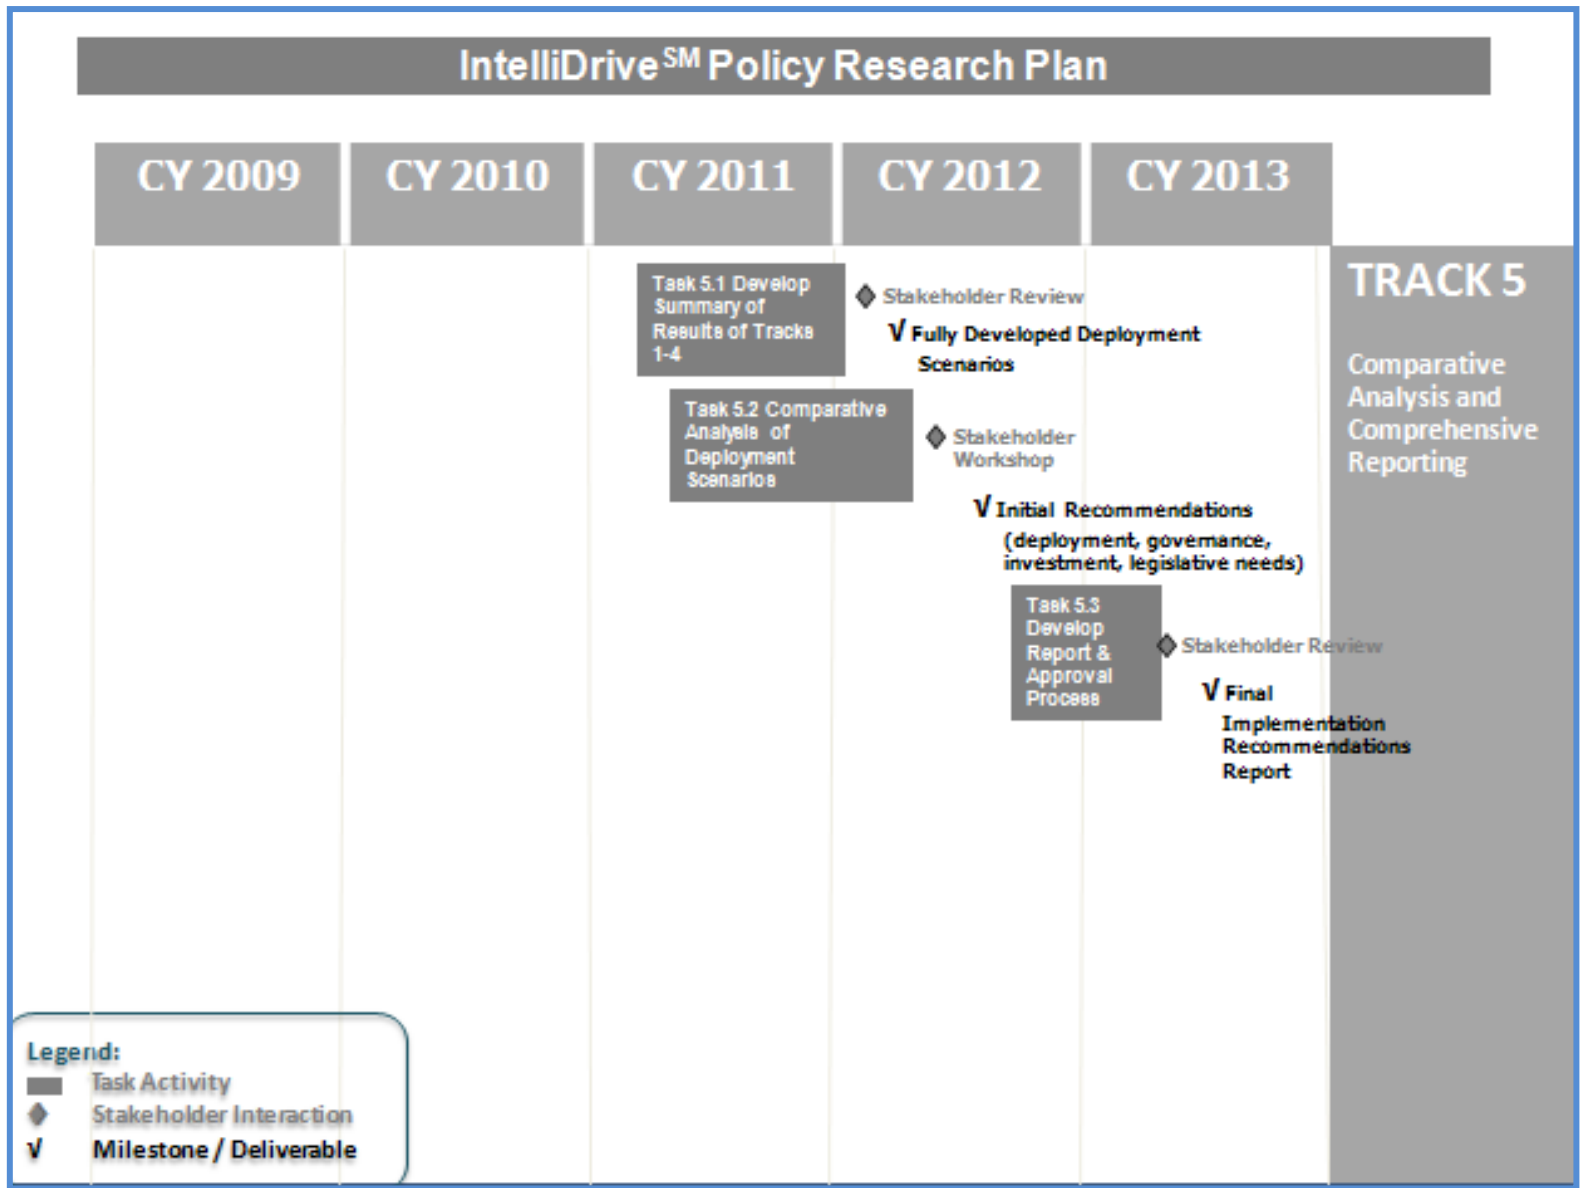 IntelliDriveSM Policy Research Plan
CY 2009
CY 2010
CY 2011
CY 2012
CY 2013
TRACK 5
Comparative
Analysis and
Comprehensive
Reporting
Task 5.1 Develop
Summary of
Results of Tracks
1-4
Stakeholder Review
√ Fully Developed Deployment
Scenarios
Task 5.2 Comparative
Analysis of
Deployment
Scenarios
Stakeholder
Workshop
√ Initial Recommendations
(deployment, governance,
investment, legislative needs)
Task 5.3
Develop
Report &
Approval
Process
Stakeholder Review
√ Final
Implementation
Recommendations
Report
Legend:
Task Activity
Stakeholder Interaction
√ Milestone / Deliverable